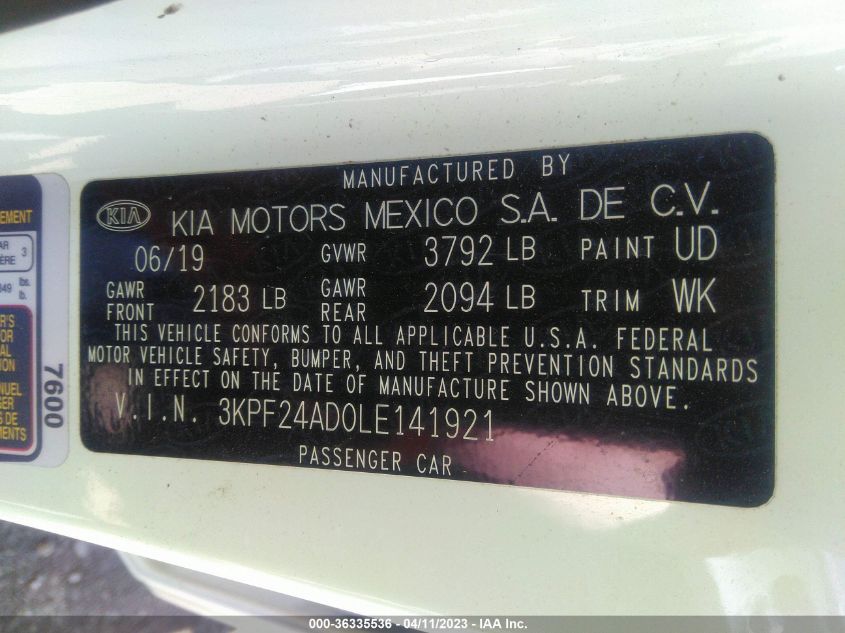 MANUFACTURED BY
KIA KIA MOTORS MEXICO S.A. DE C.V.
06/19 GVWR 3792 LB PAINT UD
GAWR FRONT 2183 LB GAWR REAR 2094 LB TRIM WK
THIS VEHICLE CONFORMS TO ALL APPLICABLE U.S.A. FEDERAL
MOTOR VEHICLE SAFETY, BUMPER, AND THEFT PREVENTION STANDARDS
IN EFFECT ON THE DATE OF MANUFACTURE SHOWN ABOVE.
V.I.N. 3KPF24AD0LE141921
PASSENGER CAR
7600
000-36335536 - 04/11/2023 - IAA Inc.